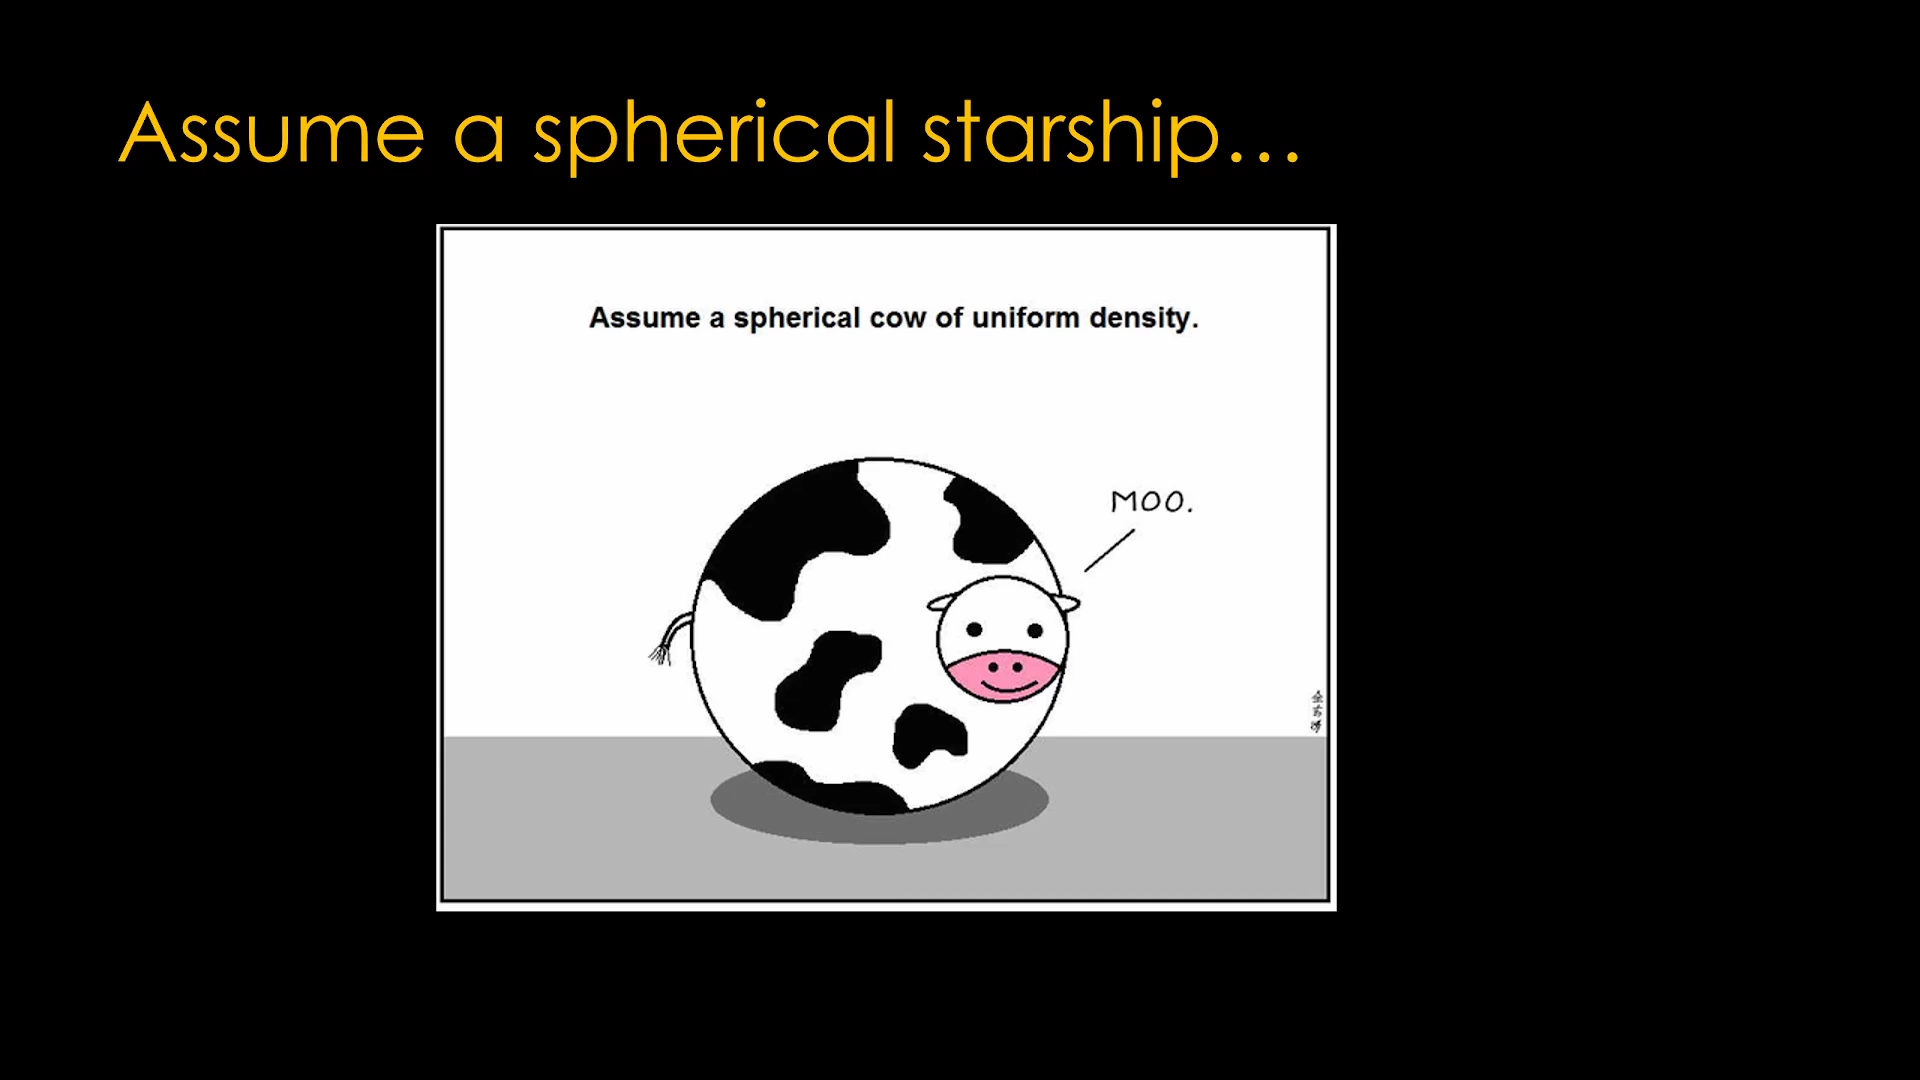 Assume a spherical starship...
Assume a spherical cow of uniform density.
MOO.